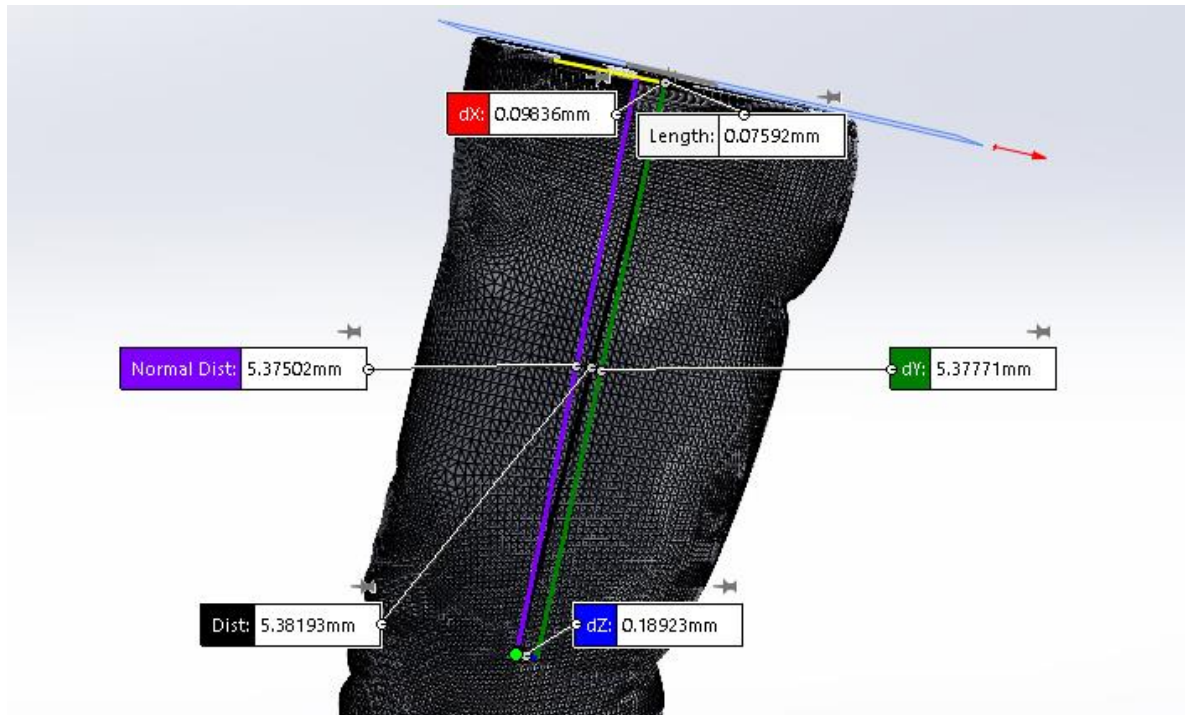 dX: 0.09836mm
Length: 0.07592mm
Normal Dist: 5.37502mm
dY: 5.37771mm
Dist: 5.38193mm
dZ: 0.18923mm